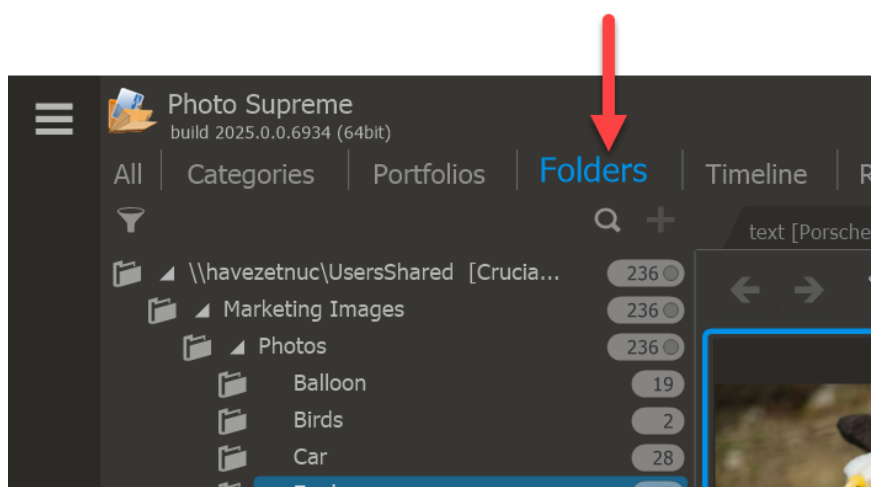 Photo Supreme
build 2025.0.0.6934 (64bit)
All Categories Portfolios Folders Timeline
text [Porsche
\\havezetnuc\UsersShared [Crucia... 236
Marketing Images 236
Photos 236
Balloon 19
Birds 2
Car 28